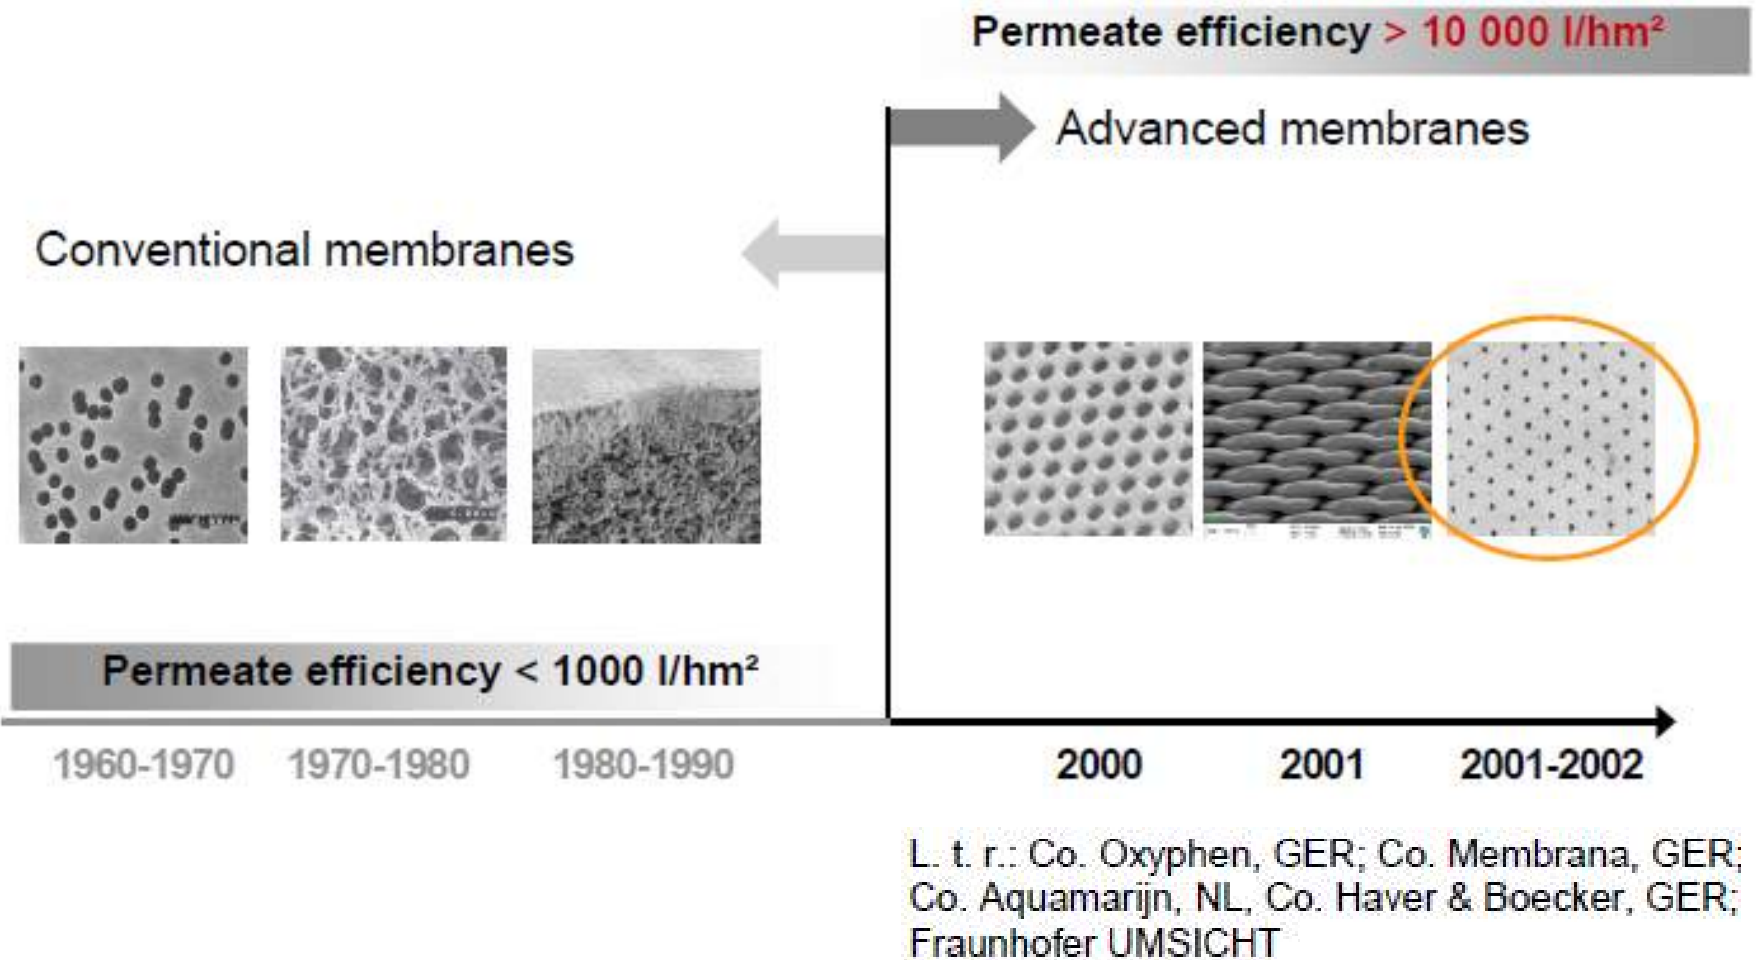 Permeate efficiency > 10 000 l/hm²
Advanced membranes
Conventional membranes
Permeate efficiency < 1000 l/hm²
1960-1970 1970-1980 1980-1990 2000 2001 2001-2002
L. t. r.: Co. Oxyphen, GER; Co. Membrana, GER;
Co. Aquamarijn, NL, Co. Haver & Boecker, GER;
Fraunhofer UMSICHT